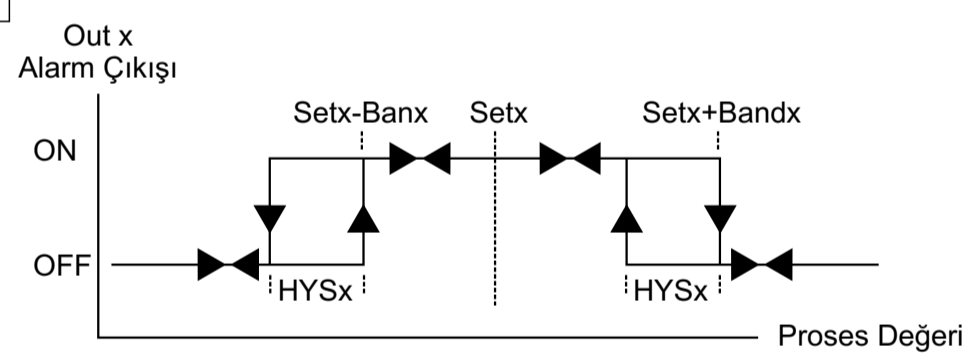 Out x
Alarm Çıkışı
Setx-Banx Setx Setx+Bandx
ON
OFF
HYSx HYSx
Proses Değeri